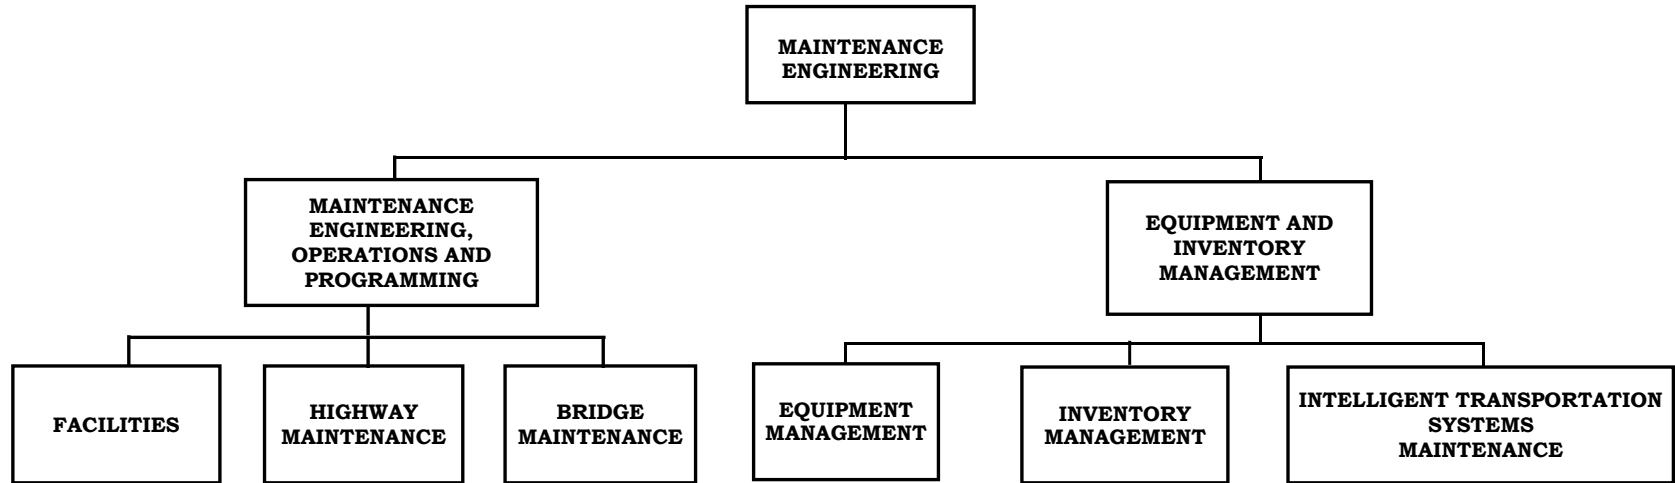 MAINTENANCE
ENGINEERING
MAINTENANCE
ENGINEERING,
OPERATIONS AND
PROGRAMMING
EQUIPMENT AND
INVENTORY
MANAGEMENT
FACILITIES
HIGHWAY
MAINTENANCE
BRIDGE
MAINTENANCE
EQUIPMENT
MANAGEMENT
INVENTORY
MANAGEMENT
INTELLIGENT TRANSPORTATION
SYSTEMS
MAINTENANCE